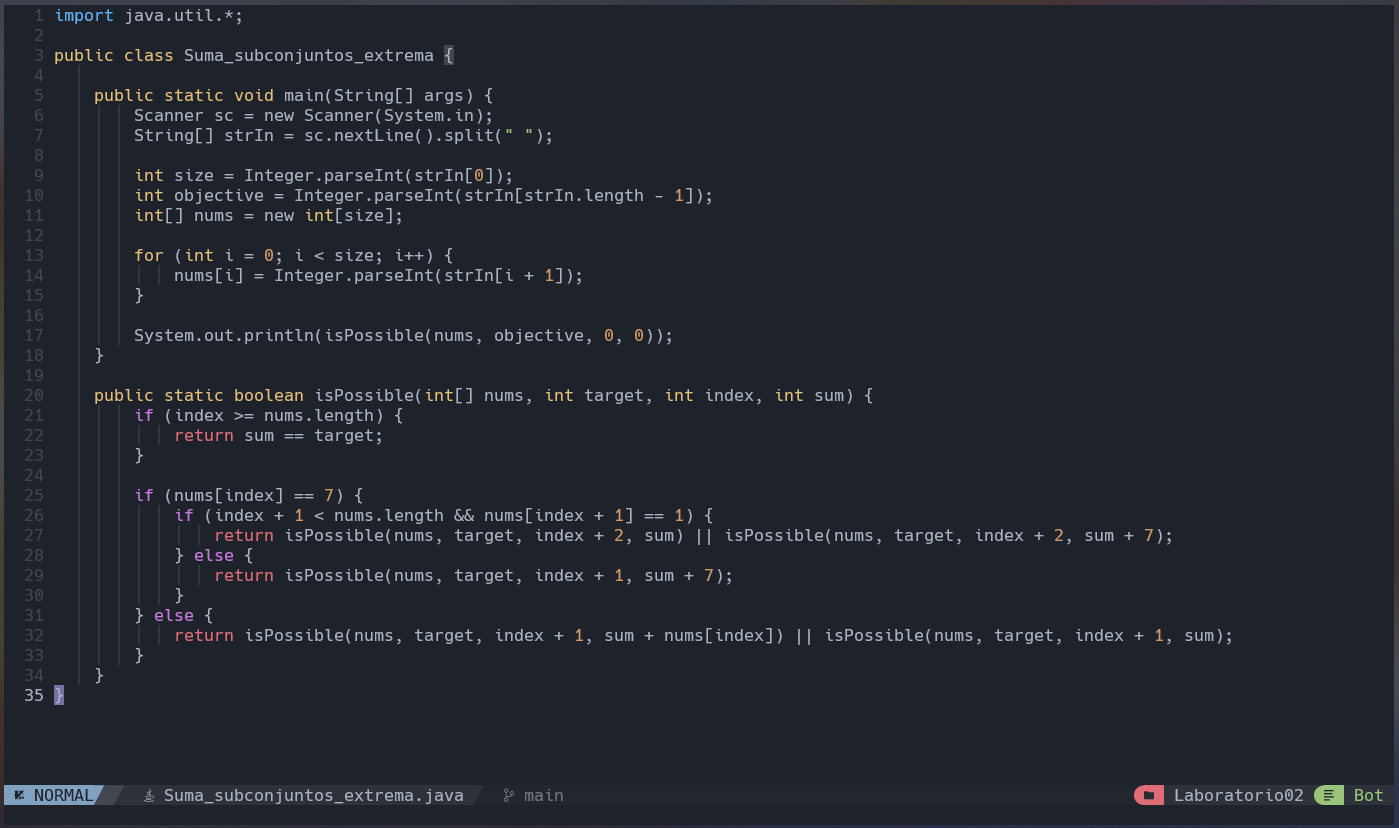 1 import java.util.*;
2
3 public class Suma_subconjuntos_extrema {
4
5     public static void main(String[] args) {
6         Scanner sc = new Scanner(System.in);
7         String[] strIn = sc.nextLine().split(" ");
8
9         int size = Integer.parseInt(strIn[0]);
10         int objective = Integer.parseInt(strIn[strIn.length - 1]);
11         int[] nums = new int[size];
12
13         for (int i = 0; i < size; i++) {
14             nums[i] = Integer.parseInt(strIn[i + 1]);
15         }
16
17         System.out.println(isPossible(nums, objective, 0, 0));
18     }
19
20     public static boolean isPossible(int[] nums, int target, int index, int sum) {
21         if (index >= nums.length) {
22             return sum == target;
23         }
24
25         if (nums[index] == 7) {
26             if (index + 1 < nums.length && nums[index + 1] == 1) {
27                 return isPossible(nums, target, index + 2, sum) || isPossible(nums, target, index + 2, sum + 7);
28             } else {
29                 return isPossible(nums, target, index + 1, sum + 7);
30             }
31         } else {
32             return isPossible(nums, target, index + 1, sum + nums[index]) || isPossible(nums, target, index + 1, sum);
33         }
34     }
35 }
NORMAL Suma_subconjuntos_extrema.java main Laboratorio02 Bot